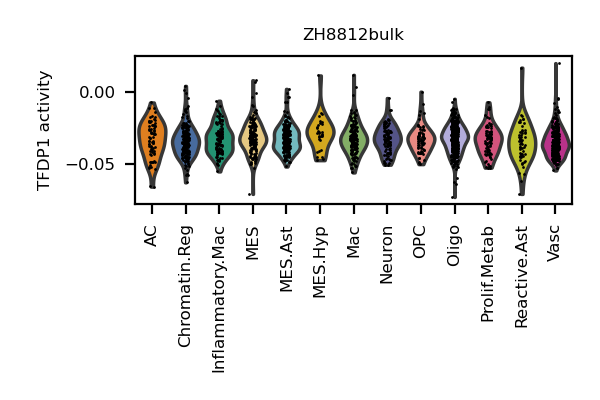 ZH8812bulk
TFDP1 activity
0.00
−0.05
AC
Chromatin.Reg
Inflammatory.Mac
MES
MES.Ast
MES.Hyp
Mac
Neuron
OPC
Oligo
Prolif.Metab
Reactive.Ast
Vasc